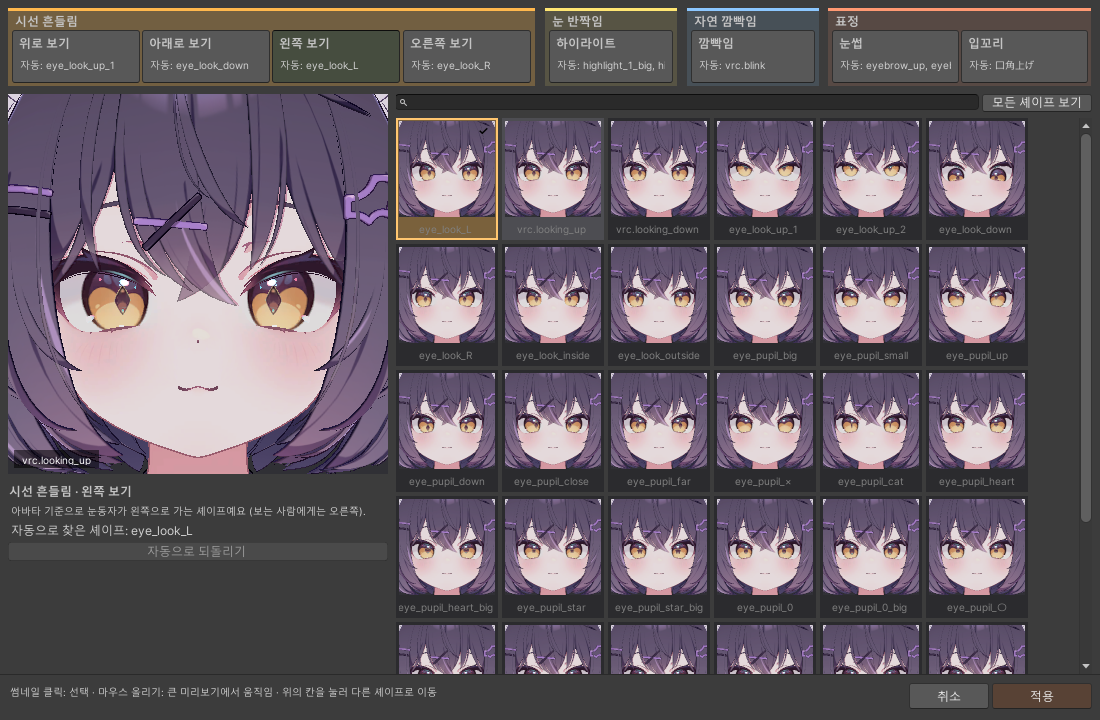 시선 흔들림
위로 보기
자동: eye_look_up_1
아래로 보기
자동: eye_look_down
왼쪽 보기
자동: eye_look_L
오른쪽 보기
자동: eye_look_R
눈 반짝임
하이라이트
자동: highlight_1_big, hi
자연 깜빡임
깜빡임
자동: vrc.blink
표정
눈썹
자동: eyebrow_up, eyel
입꼬리
자동: 口角上げ
모든 셰이프 보기
eye_look_L
vrc.looking_up
vrc.looking_down
eye_look_up_1
eye_look_up_2
eye_look_down
eye_look_R
eye_look_inside
eye_look_outside
eye_pupil_big
eye_pupil_small
eye_pupil_up
eye_pupil_down
eye_pupil_close
eye_pupil_far
eye_pupil_×
eye_pupil_cat
eye_pupil_heart
eye_pupil_heart_big
eye_pupil_star
eye_pupil_star_big
eye_pupil_0
eye_pupil_0_big
eye_pupil_〇
vrc.looking_up
시선 흔들림 · 왼쪽 보기
아바타 기준으로 눈동자가 왼쪽으로 가는 셰이프예요 (보는 사람에게는 오른쪽).
자동으로 찾은 셰이프: eye_look_L
자동으로 되돌리기
썸네일 클릭: 선택 · 마우스 올리기: 큰 미리보기에서 움직임 · 위의 칸을 눌러 다른 셰이프로 이동
취소
적용